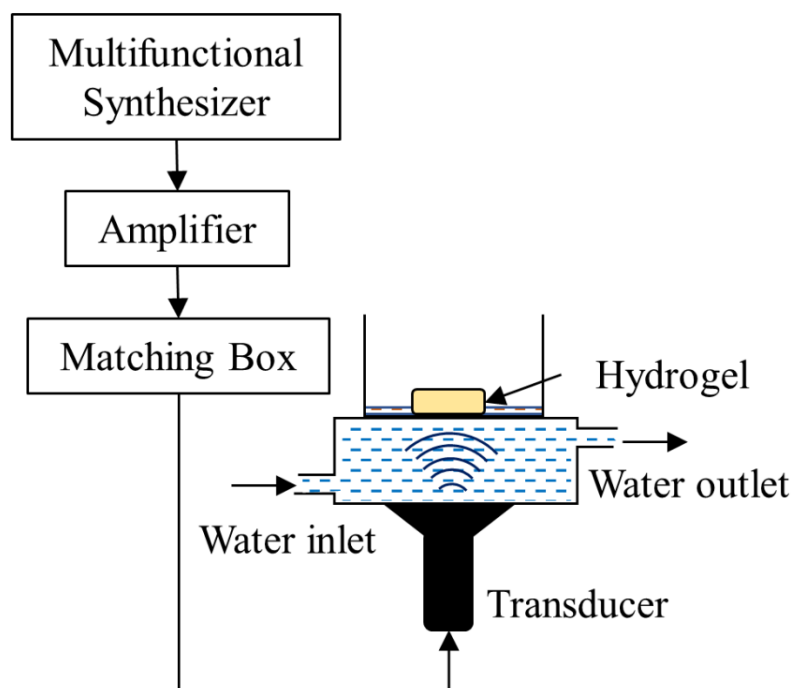 Multifunctional
Synthesizer
Amplifier
Matching Box
Hydrogel
Water outlet
Water inlet
Transducer